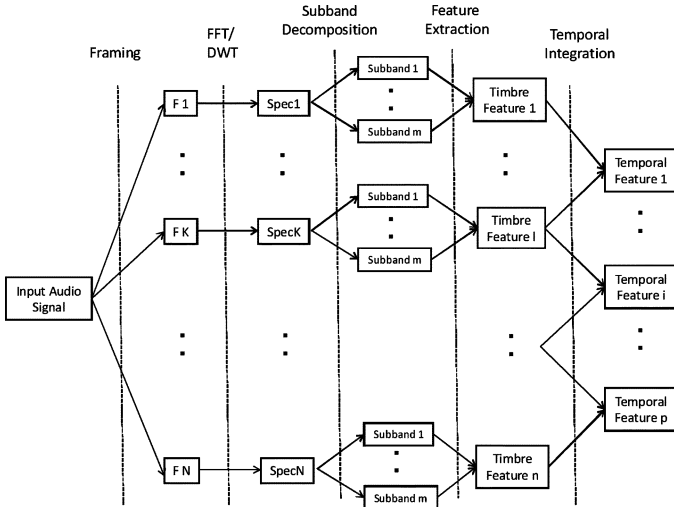 Framing
FFT/
DWT
Subband
Decomposition
Feature
Extraction
Temporal
Integration
Input Audio
Signal
F 1
Spec1
Subband 1
Subband m
Timbre
Feature 1
Temporal
Feature 1
F K
SpecK
Subband 1
Subband m
Timbre
Feature l
Temporal
Feature i
F N
SpecN
Subband 1
Subband m
Timbre
Feature n
Temporal
Feature p